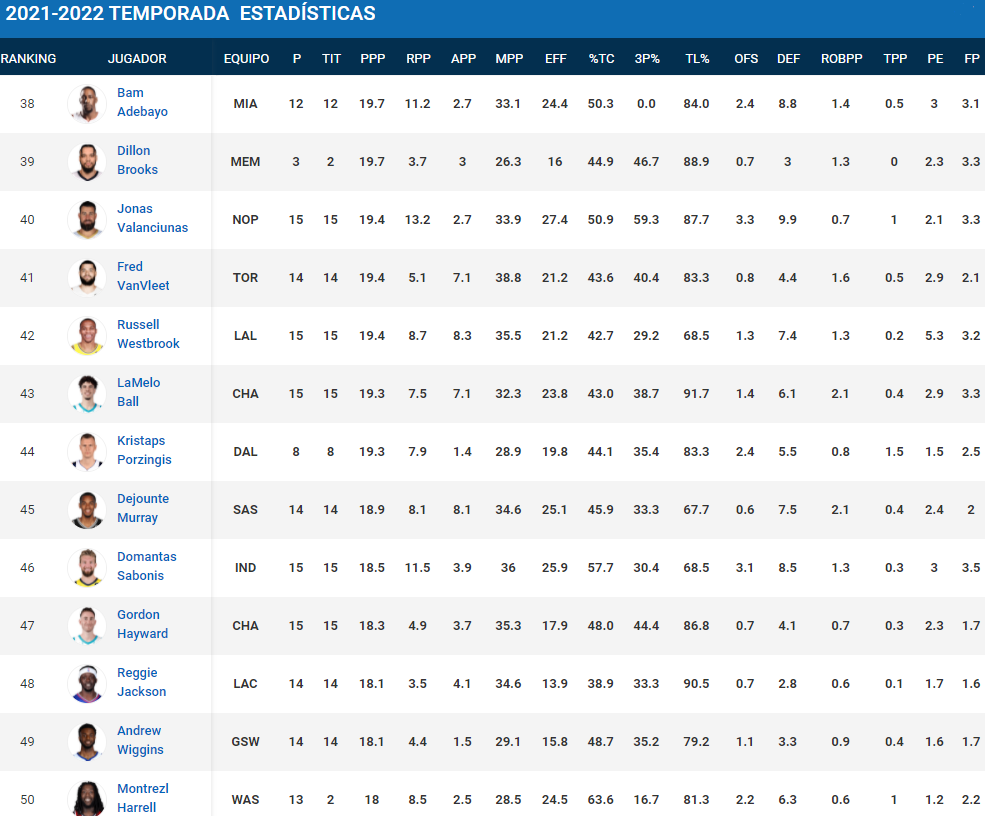 2021-2022 TEMPORADA ESTADÍSTICAS
RANKING JUGADOR EQUIPO P TIT PPP RPP APP MPP EFF %TC 3P% TL% OFS DEF ROBPP TPP PE FP
38 Bam Adebayo MIA 12 12 19.7 11.2 2.7 33.1 24.4 50.3 0.0 84.0 2.4 8.8 1.4 0.5 3 3.1
39 Dillon Brooks MEM 3 2 19.7 3.7 3 26.3 16 44.9 46.7 88.9 0.7 3 1.3 0 2.3 3.3
40 Jonas Valanciunas NOP 15 15 19.4 13.2 2.7 33.9 27.4 50.9 59.3 87.7 3.3 9.9 0.7 1 2.1 3.3
41 Fred VanVleet TOR 14 14 19.4 5.1 7.1 38.8 21.2 43.6 40.4 83.3 0.8 4.4 1.6 0.5 2.9 2.1
42 Russell Westbrook LAL 15 15 19.4 8.7 8.3 35.5 21.2 42.7 29.2 68.5 1.3 7.4 1.3 0.2 5.3 3.2
43 LaMelo Ball CHA 15 15 19.3 7.5 7.1 32.3 23.8 43.0 38.7 91.7 1.4 6.1 2.1 0.4 2.9 3.3
44 Kristaps Porzingis DAL 8 8 19.3 7.9 1.4 28.9 19.8 44.1 35.4 83.3 2.4 5.5 0.8 1.5 1.5 2.5
45 Dejounte Murray SAS 14 14 18.9 8.1 8.1 34.6 25.1 45.9 33.3 67.7 0.6 7.5 2.1 0.4 2.4 2
46 Domantas Sabonis IND 15 15 18.5 11.5 3.9 36 25.9 57.7 30.4 68.5 3.1 8.5 1.3 0.3 3 3.5
47 Gordon Hayward CHA 15 15 18.3 4.9 3.7 35.3 17.9 48.0 44.4 86.8 0.7 4.1 0.7 0.3 2.3 1.7
48 Reggie Jackson LAC 14 14 18.1 3.5 4.1 34.6 13.9 38.9 33.3 90.5 0.7 2.8 0.6 0.1 1.7 1.6
49 Andrew Wiggins GSW 14 14 18.1 4.4 1.5 29.1 15.8 48.7 35.2 79.2 1.1 3.3 0.9 0.4 1.6 1.7
50 Montrezl Harrell WAS 13 2 18 8.5 2.5 28.5 24.5 63.6 16.7 81.3 2.2 6.3 0.6 1 1.2 2.2